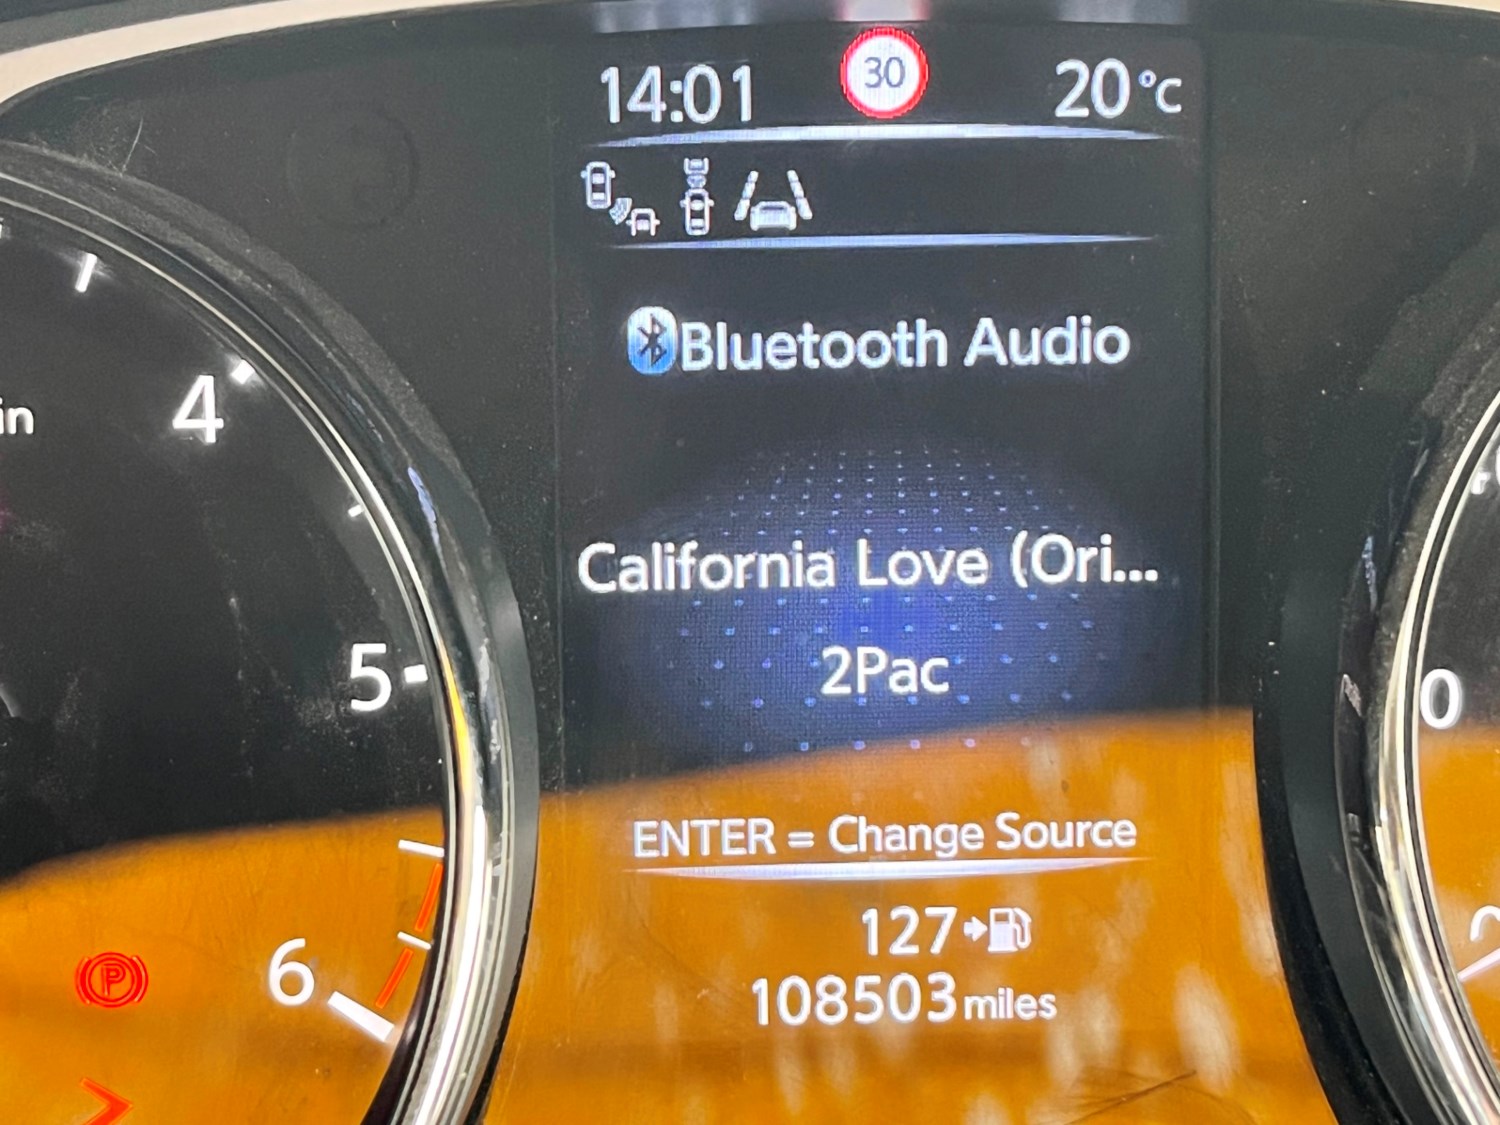 14:01 30 20°C
Bluetooth Audio
4
California Love (Ori...
5
2Pac
0
ENTER = Change Source
127
6
P
108503 miles